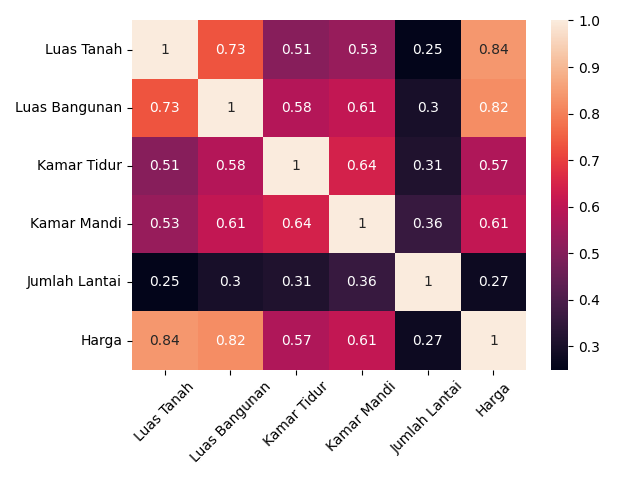 Luas Tanah 1 0.73 0.51 0.53 0.25 0.84
Luas Bangunan 0.73 1 0.58 0.61 0.3 0.82
Kamar Tidur 0.51 0.58 1 0.64 0.31 0.57
Kamar Mandi 0.53 0.61 0.64 1 0.36 0.61
Jumlah Lantai 0.25 0.3 0.31 0.36 1 0.27
Harga 0.84 0.82 0.57 0.61 0.27 1
Luas Tanah
Luas Bangunan
Kamar Tidur
Kamar Mandi
Jumlah Lantai
Harga
1.0
0.9
0.8
0.7
0.6
0.5
0.4
0.3